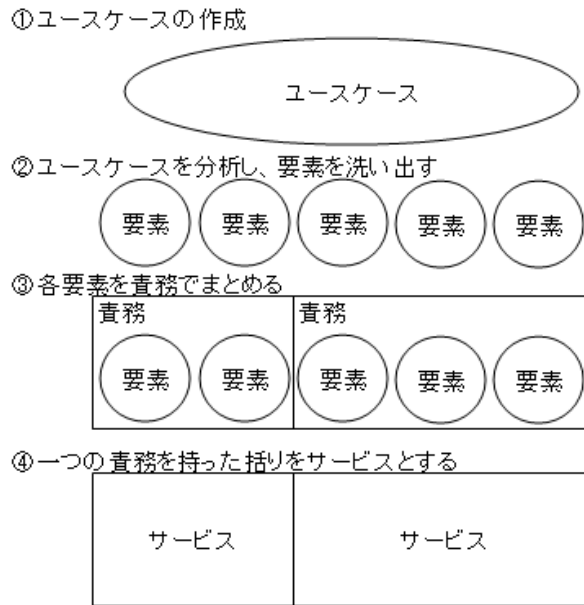 ①ユースケースの作成
ユースケース
②ユースケースを分析し、要素を洗い出す
要素 要素 要素 要素 要素
③各要素を責務でまとめる
責務 責務
要素 要素 要素 要素 要素
④一つの責務を持った括りをサービスとする
サービス サービス